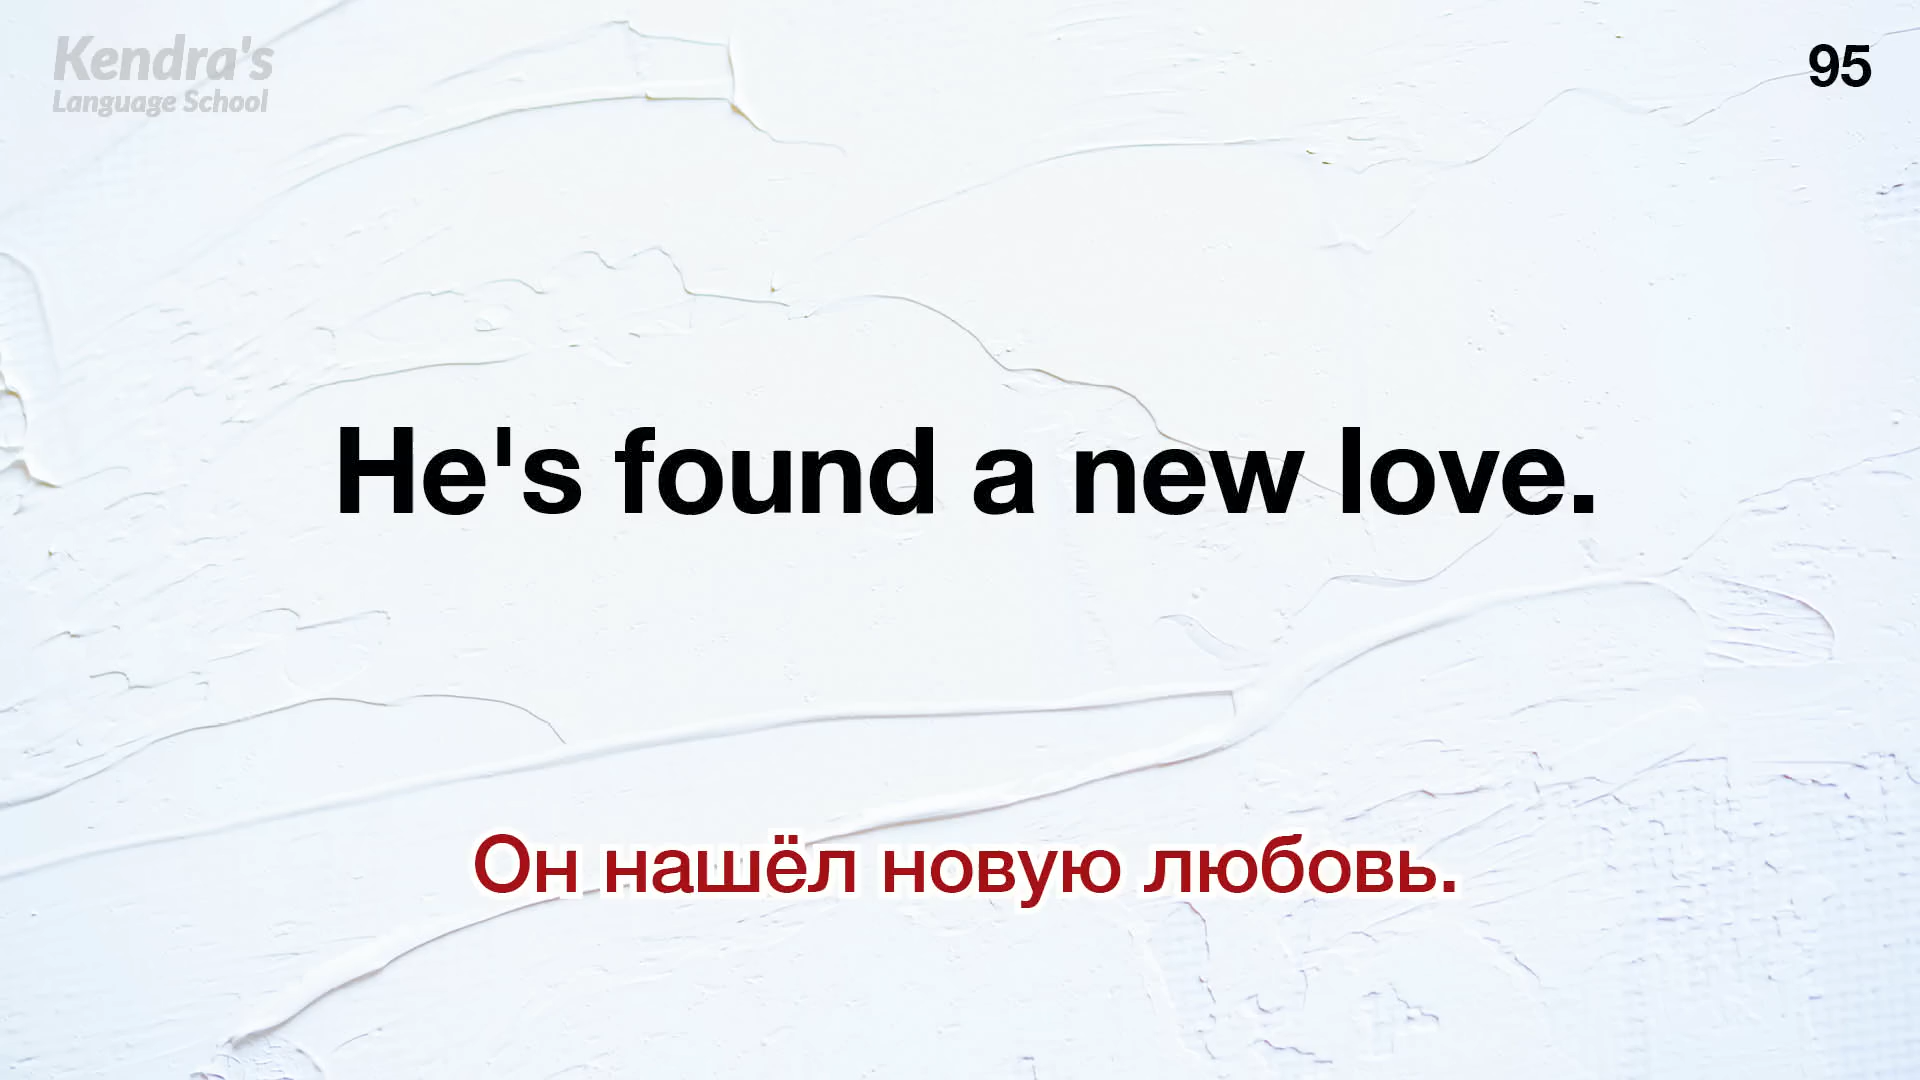 Kendra's
Language School
95
He's found a new love.
Он нашёл новую любовь.